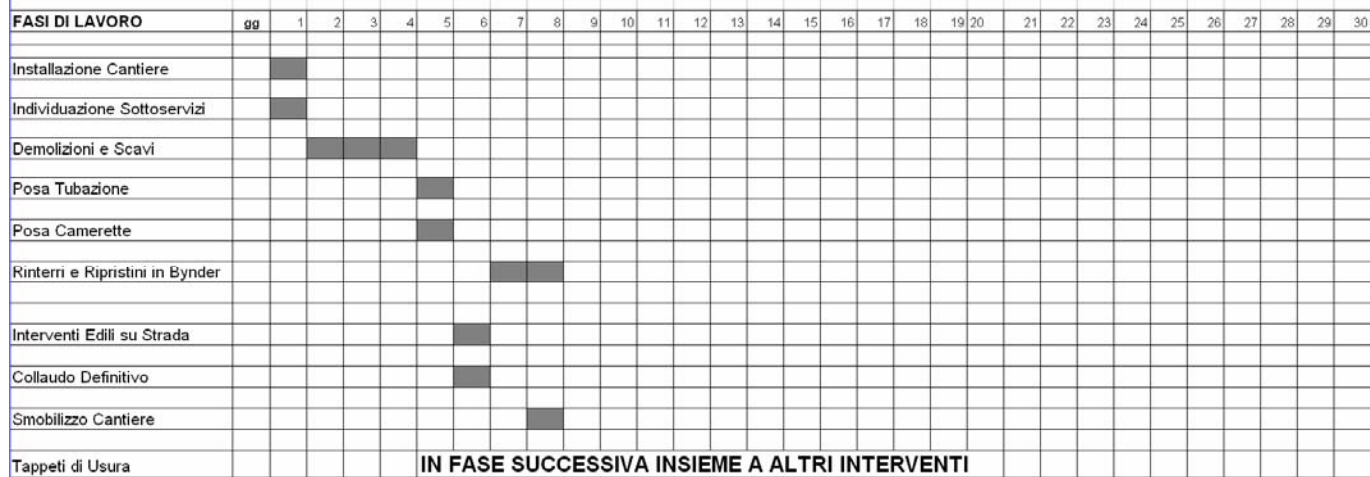 FASI DI LAVORO gg 1 2 3 4 5 6 7 8 9 10 11 12 13 14 15 16 17 18 19 20 21 22 23 24 25 26 27 28 29 30
Installazione Cantiere
Individuazione Sottoservizi
Demolizioni e Scavi
Posa Tubazione
Posa Camerette
Rinterri e Ripristini in Bynder
Interventi Edili su Strada
Collaudo Definitivo
Smobilizzo Cantiere
Tappeti di Usura IN FASE SUCCESSIVA INSIEME A ALTRI INTERVENTI